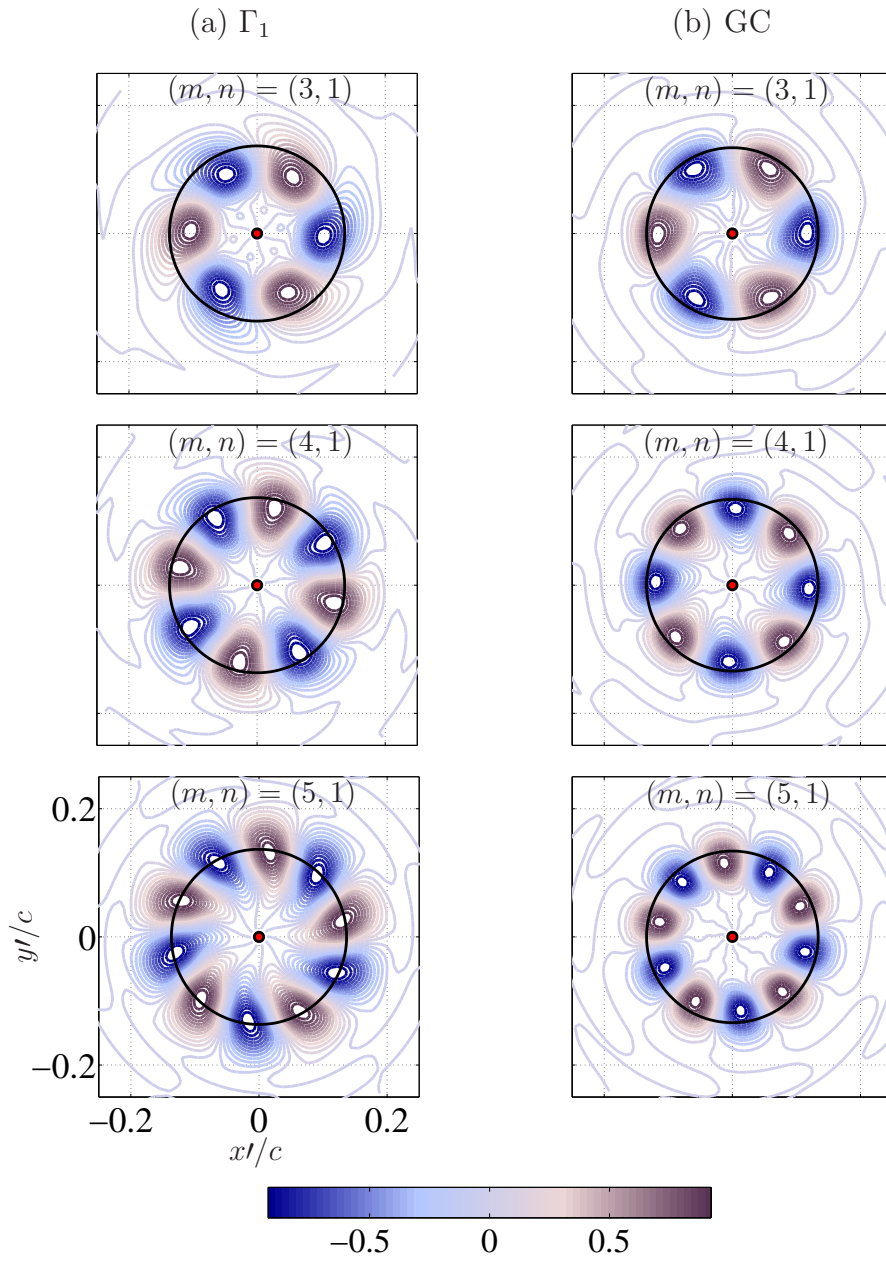 (a) Γ₁ (b) GC
(m, n) = (3, 1) (m, n) = (3, 1)
(m, n) = (4, 1) (m, n) = (4, 1)
(m, n) = (5, 1) (m, n) = (5, 1)
0.2
0
−0.2
y′/c
−0.2 0 0.2
x′/c
−0.5 0 0.5